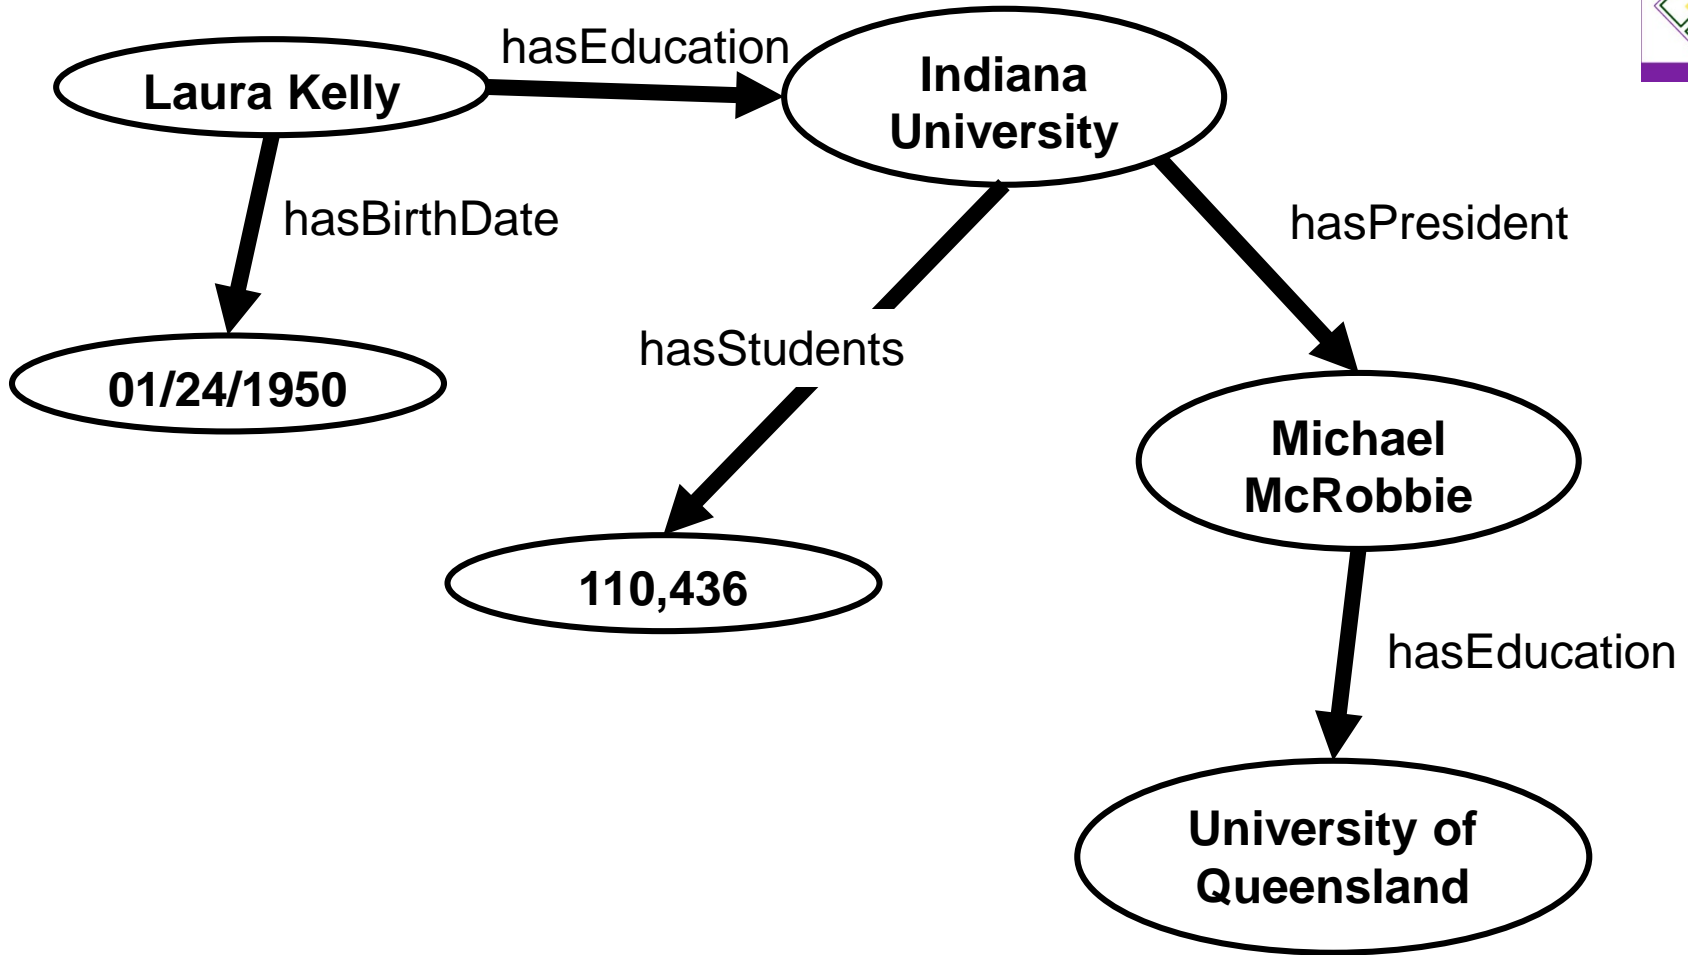 hasEducation
Laura Kelly
Indiana
University
hasBirthDate
hasPresident
hasStudents
01/24/1950
Michael
McRobbie
110,436
hasEducation
University of
Queensland